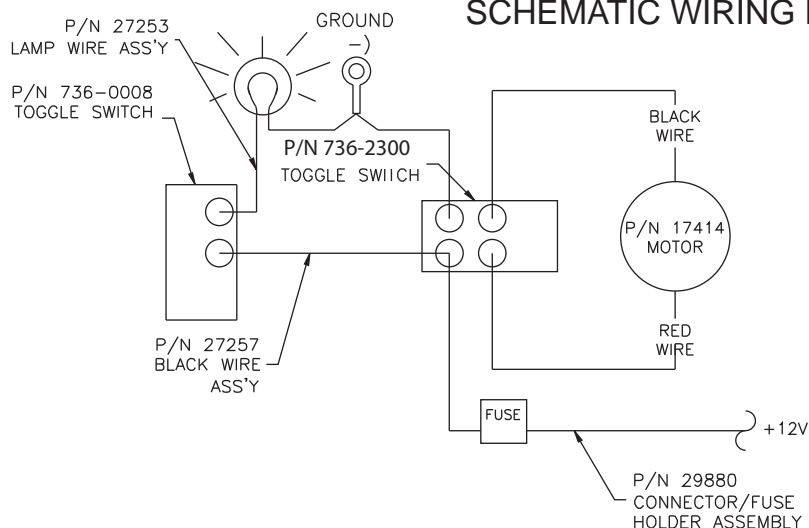 SCHEMATIC WIRING
P/N 27253
LAMP WIRE ASS'Y
GROUND
(-)
P/N 736-0008
TOGGLE SWITCH
P/N 736-2300
TOGGLE SWIICH
BLACK
WIRE
P/N 17414
MOTOR
RED
WIRE
P/N 27257
BLACK WIRE
ASS'Y
FUSE
+12V
P/N 29880
CONNECTOR/FUSE
HOLDER ASSEMBLY